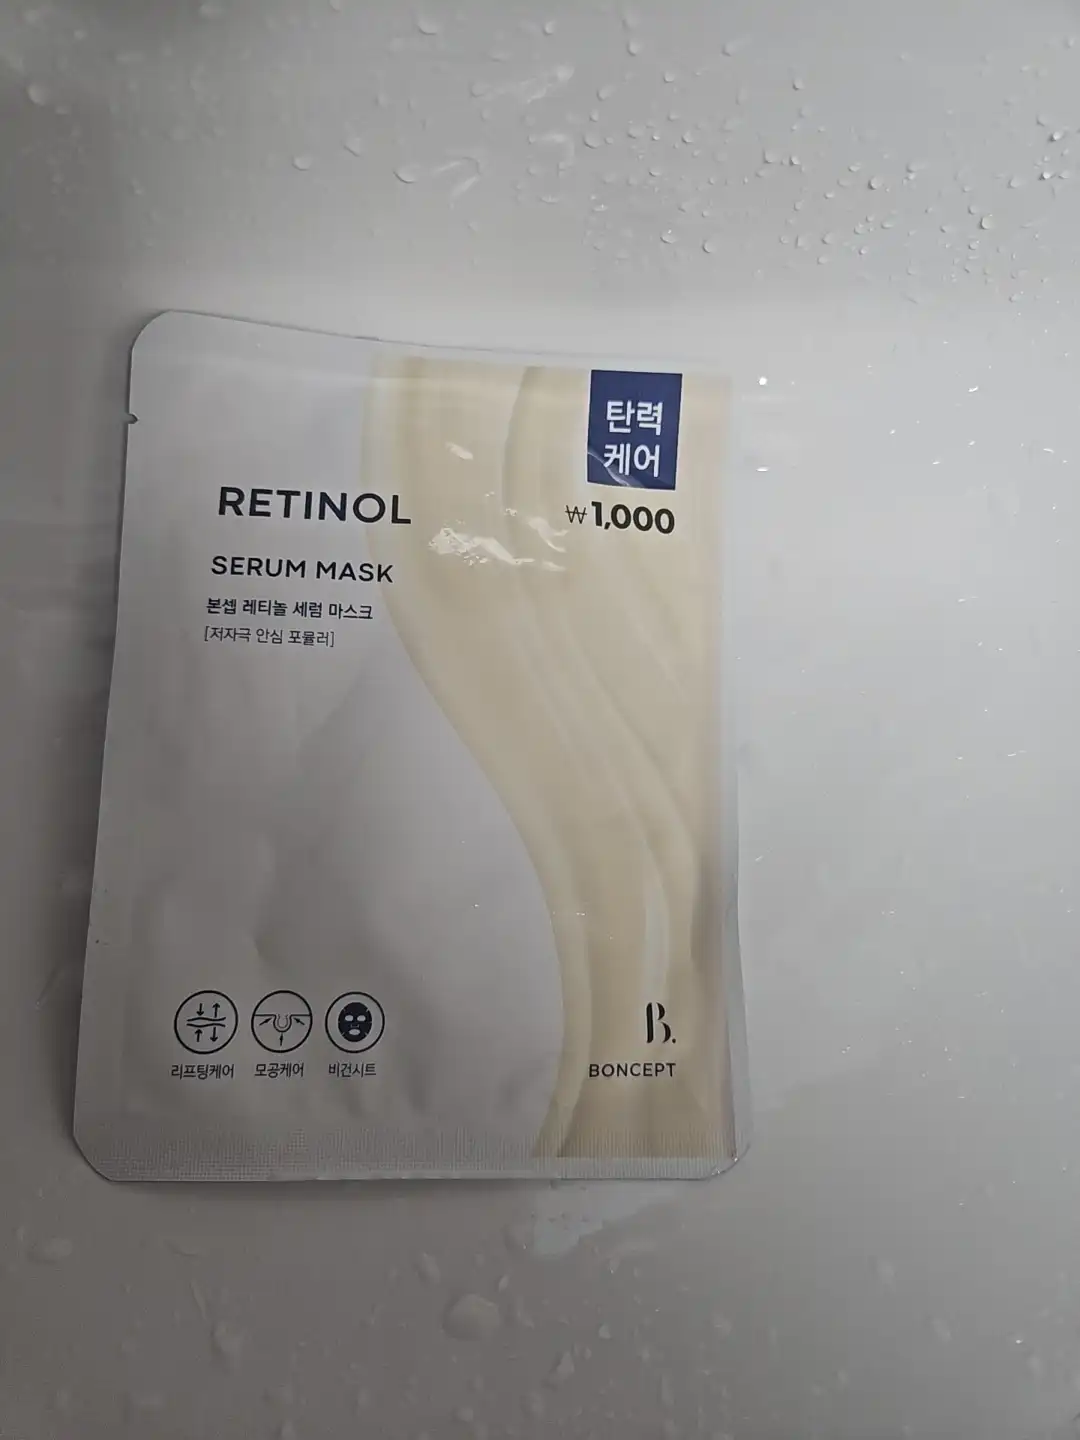 탄력
케어
₩1,000
RETINOL
SERUM MASK
본셉 레티놀 세럼 마스크
[저자극 안심 포뮬러]
리프팅케어 모공케어 비건시트
B.
BONCEPT